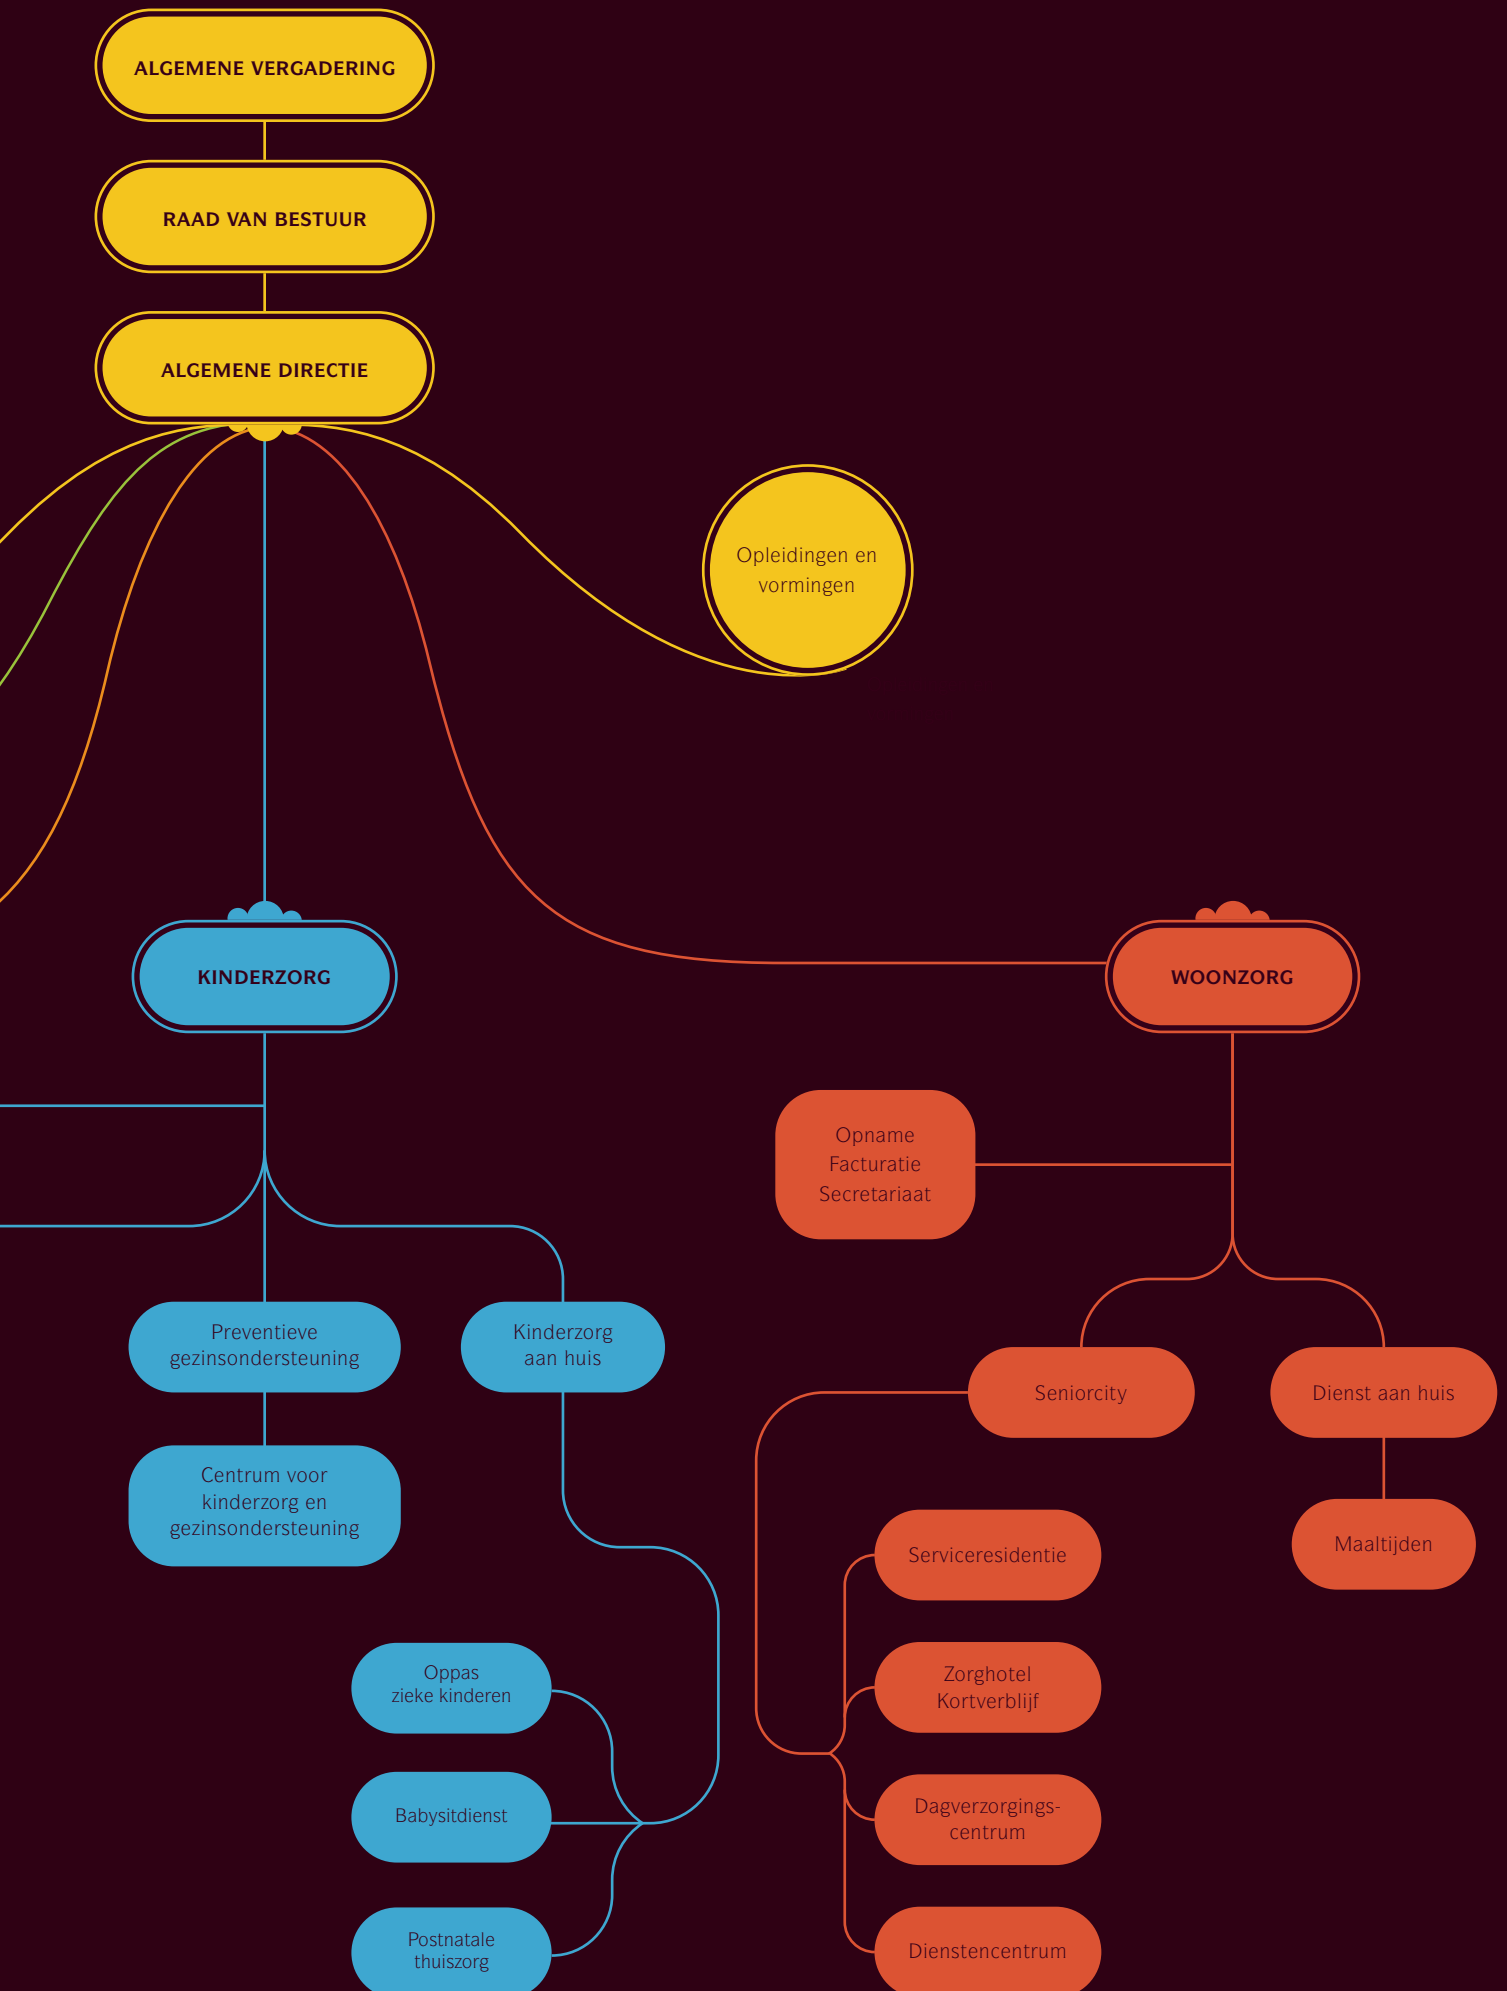 ALGEMENE VERGADERING
RAAD VAN BESTUUR
ALGEMENE DIRECTIE
Opleidingen en
vormingen
KINDERZORG
WOONZORG
Opname
Facturatie
Secretariaat
Preventieve
gezinsondersteuning
Kinderzorg
aan huis
Centrum voor
kinderzorg en
gezinsondersteuning
Oppas
zieke kinderen
Babysitdienst
Postnatale
thuiszorg
Seniorcity
Dienst aan huis
Maaltijden
Serviceresidentie
Zorghotel
Kortverblijf
Dagverzorgings-
centrum
Dienstencentrum